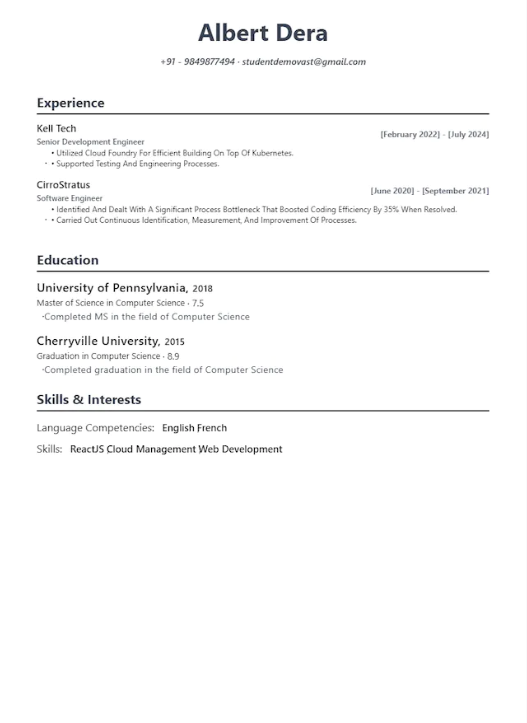 Albert Dera
+91 - 9849877494 - studentdemovast@gmail.com
Experience
Kell Tech
[February 2022] - [July 2024]
Senior Development Engineer
• Utilized Cloud Foundry For Efficient Building On Top Of Kubernetes.
· • Supported Testing And Engineering Processes.
CirroStratus
[June 2020] - [September 2021]
Software Engineer
• Identified And Dealt With A Significant Process Bottleneck That Boosted Coding Efficiency By 35% When Resolved.
· • Carried Out Continuous Identification, Measurement, And Improvement Of Processes.
Education
University of Pennsylvania, 2018
Master of Science in Computer Science · 7.5
·Completed MS in the field of Computer Science
Cherryville University, 2015
Graduation in Computer Science · 8.9
·Completed graduation in the field of Computer Science
Skills & Interests
Language Competencies: English French
Skills: ReactJS Cloud Management Web Development